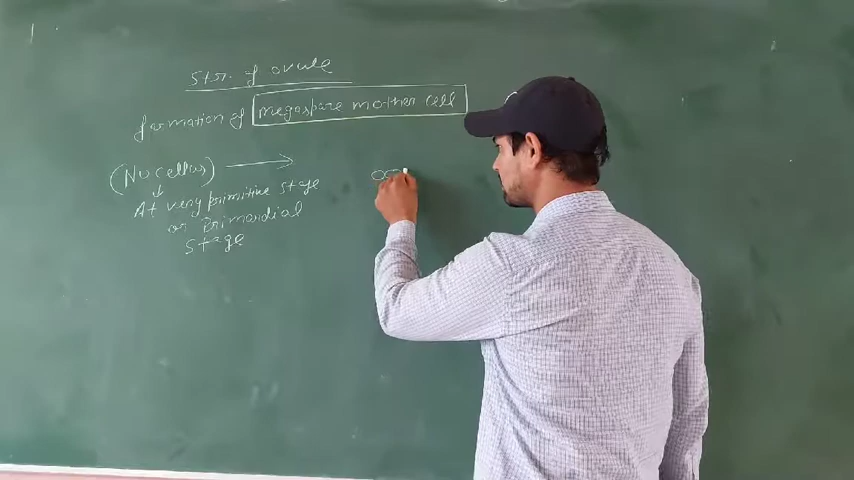 Str. of ovule
formation of megaspore mother cell
(Nucellus) →
At very primitive stage
or Primordial
Stage